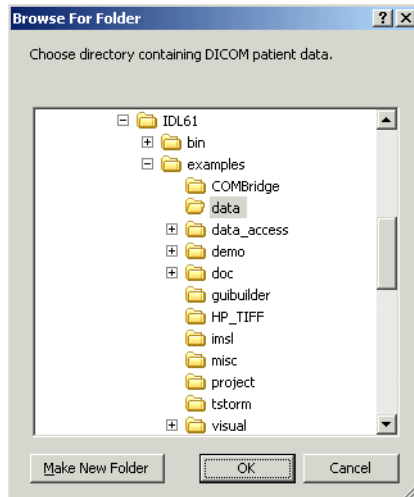 Browse For Folder
Choose directory containing DICOM patient data.
IDL61
bin
examples
COMBridge
data
data_access
demo
doc
guibuilder
HP_TIFF
imsl
misc
project
tstorm
visual
Make New Folder OK Cancel